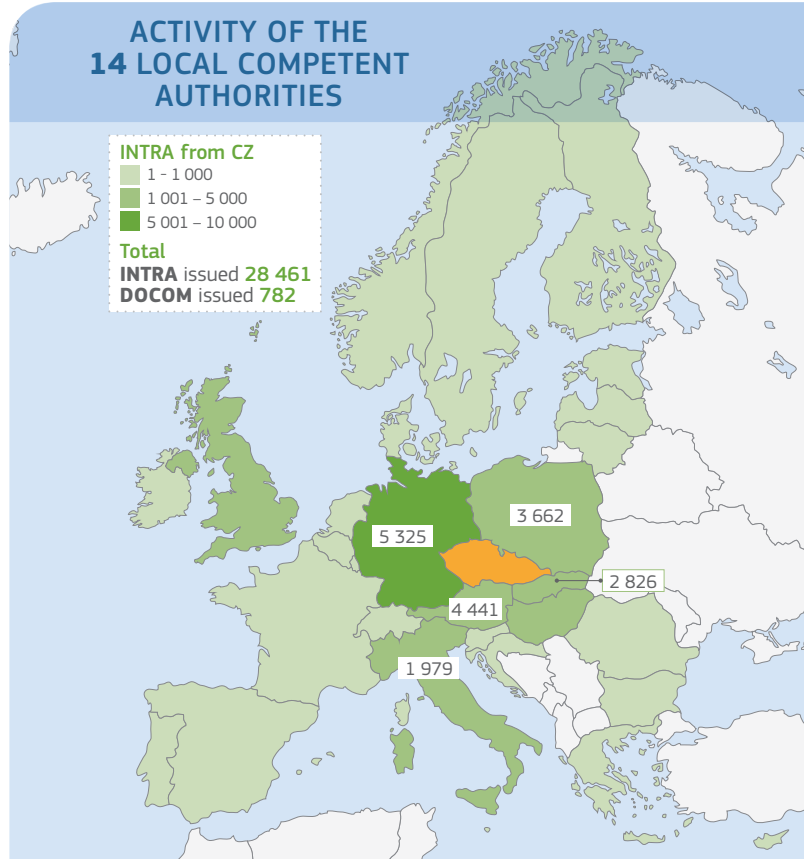 ACTIVITY OF THE
14 LOCAL COMPETENT
AUTHORITIES
INTRA from CZ
1 - 1 000
1 001 – 5 000
5 001 – 10 000
Total
INTRA issued 28 461
DOCOM issued 782
3 662
5 325
2 826
4 441
1 979